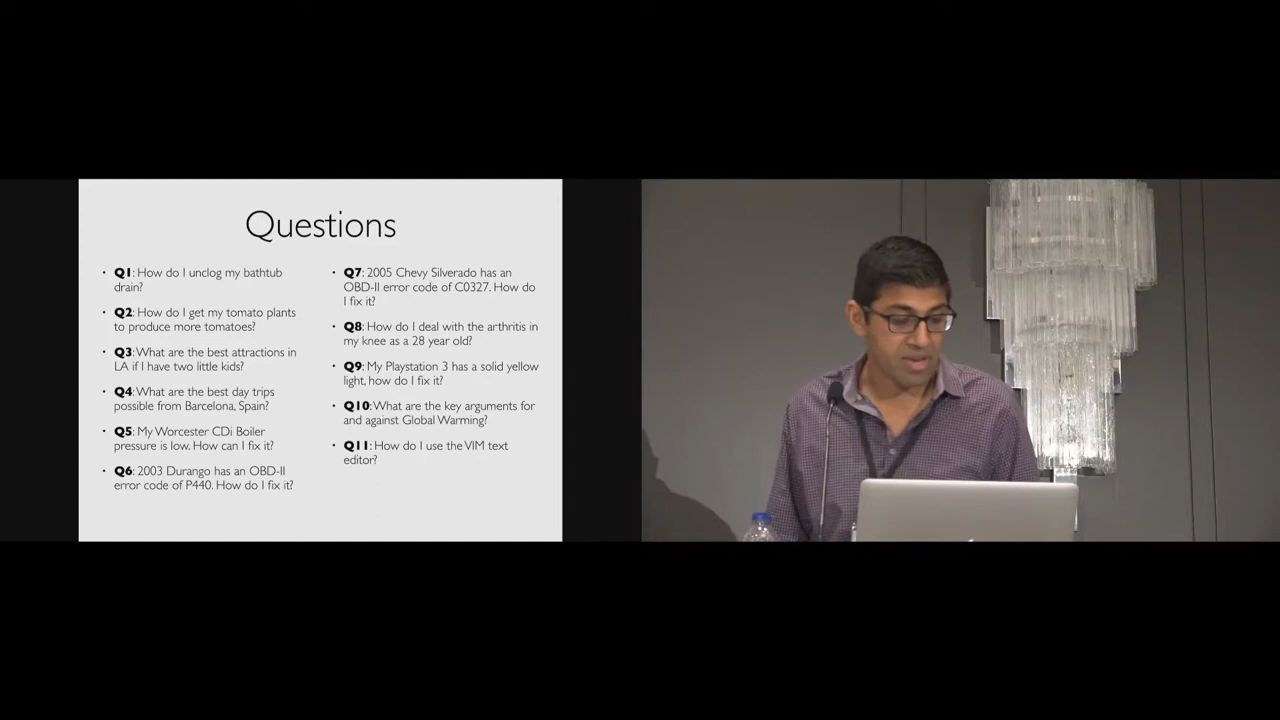 Questions
• Q1: How do I unclog my bathtub
drain?
• Q2: How do I get my tomato plants
to produce more tomatoes?
• Q3: What are the best attractions in
LA if I have two little kids?
• Q4: What are the best day trips
possible from Barcelona, Spain?
• Q5: My Worcester CDi Boiler
pressure is low. How can I fix it?
• Q6: 2003 Durango has an OBD-II
error code of P440. How do I fix it?
• Q7: 2005 Chevy Silverado has an
OBD-II error code of C0327. How do
I fix it?
• Q8: How do I deal with the arthritis in
my knee as a 28 year old?
• Q9: My Playstation 3 has a solid yellow
light, how do I fix it?
• Q10: What are the key arguments for
and against Global Warming?
• Q11: How do I use the VIM text
editor?